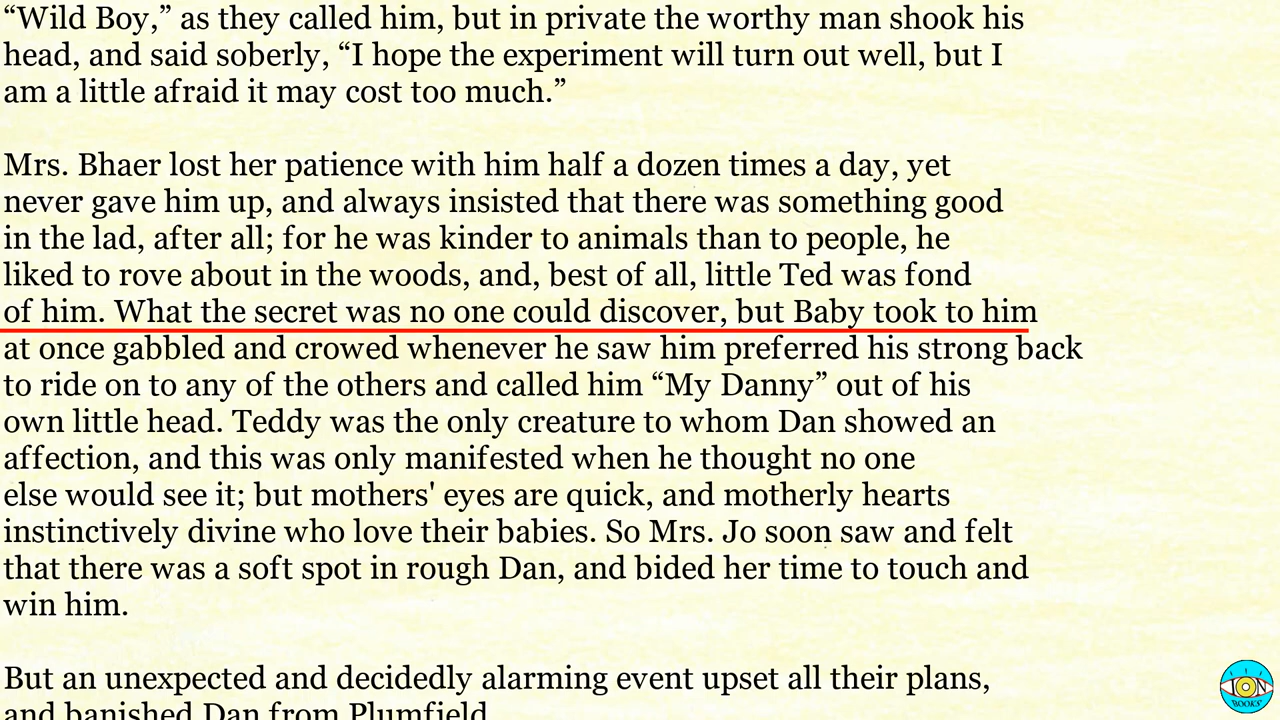 “Wild Boy,” as they called him, but in private the worthy man shook his
head, and said soberly, “I hope the experiment will turn out well, but I
am a little afraid it may cost too much.”
Mrs. Bhaer lost her patience with him half a dozen times a day, yet
never gave him up, and always insisted that there was something good
in the lad, after all; for he was kinder to animals than to people, he
liked to rove about in the woods, and, best of all, little Ted was fond
of him. What the secret was no one could discover, but Baby took to him
at once gabbled and crowed whenever he saw him preferred his strong back
to ride on to any of the others and called him “My Danny” out of his
own little head. Teddy was the only creature to whom Dan showed an
affection, and this was only manifested when he thought no one
else would see it; but mothers' eyes are quick, and motherly hearts
instinctively divine who love their babies. So Mrs. Jo soon saw and felt
that there was a soft spot in rough Dan, and bided her time to touch and
win him.
But an unexpected and decidedly alarming event upset all their plans,
and banished Dan from Plumfield
ION
BOOKS